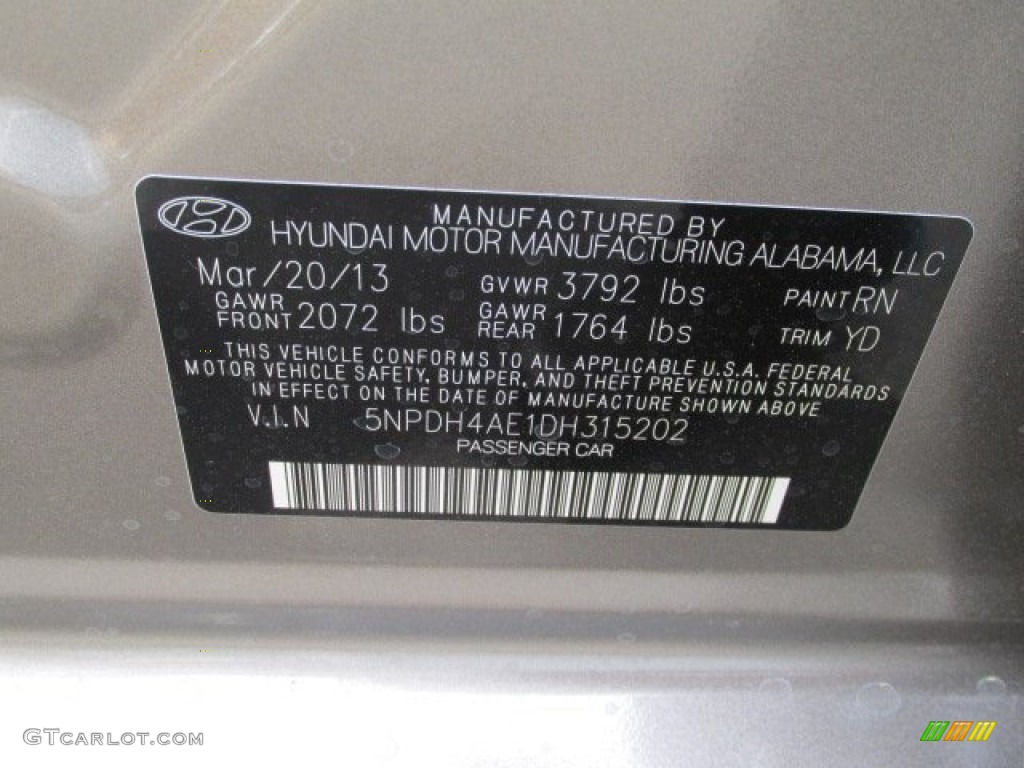 MANUFACTURED BY
HYUNDAI MOTOR MANUFACTURING ALABAMA, LLC
Mar/20/13 GVWR 3792 lbs PAINT RN
GAWR FRONT 2072 lbs GAWR REAR 1764 lbs TRIM YD
THIS VEHICLE CONFORMS TO ALL APPLICABLE U.S.A. FEDERAL
MOTOR VEHICLE SAFETY, BUMPER, AND THEFT PREVENTION STANDARDS
IN EFFECT ON THE DATE OF MANUFACTURE SHOWN ABOVE
V.I.N 5NPDH4AE1DH315202
PASSENGER CAR
GTCARLOT.COM